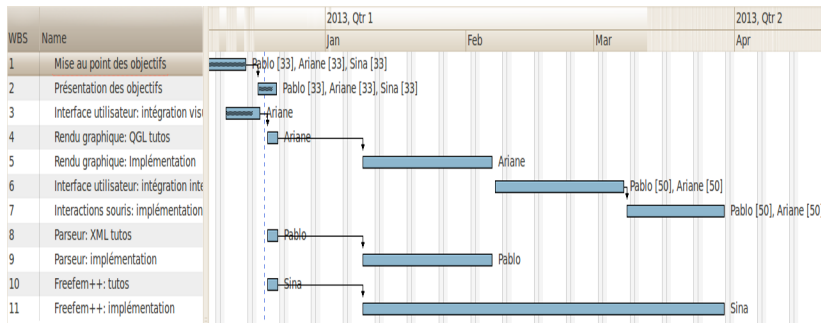 2013, Qtr 1 2013, Qtr 2
WBS Name Jan Feb Mar Apr
1 Mise au point des objectifs Pablo [33], Ariane [33], Sina [33]
2 Présentation des objectifs Pablo [33], Ariane [33], Sina [33]
3 Interface utilisateur: intégration visu Ariane
4 Rendu graphique: QGL tutos Ariane
5 Rendu graphique: Implémentation Ariane
6 Interface utilisateur: intégration inte Pablo [50], Ariane [50]
7 Interactions souris: implémentation Pablo [50], Ariane [50
8 Parseur: XML tutos Pablo
9 Parseur: implémentation Pablo
10 Freefem++: tutos Sina
11 Freefem++: implémentation Sina